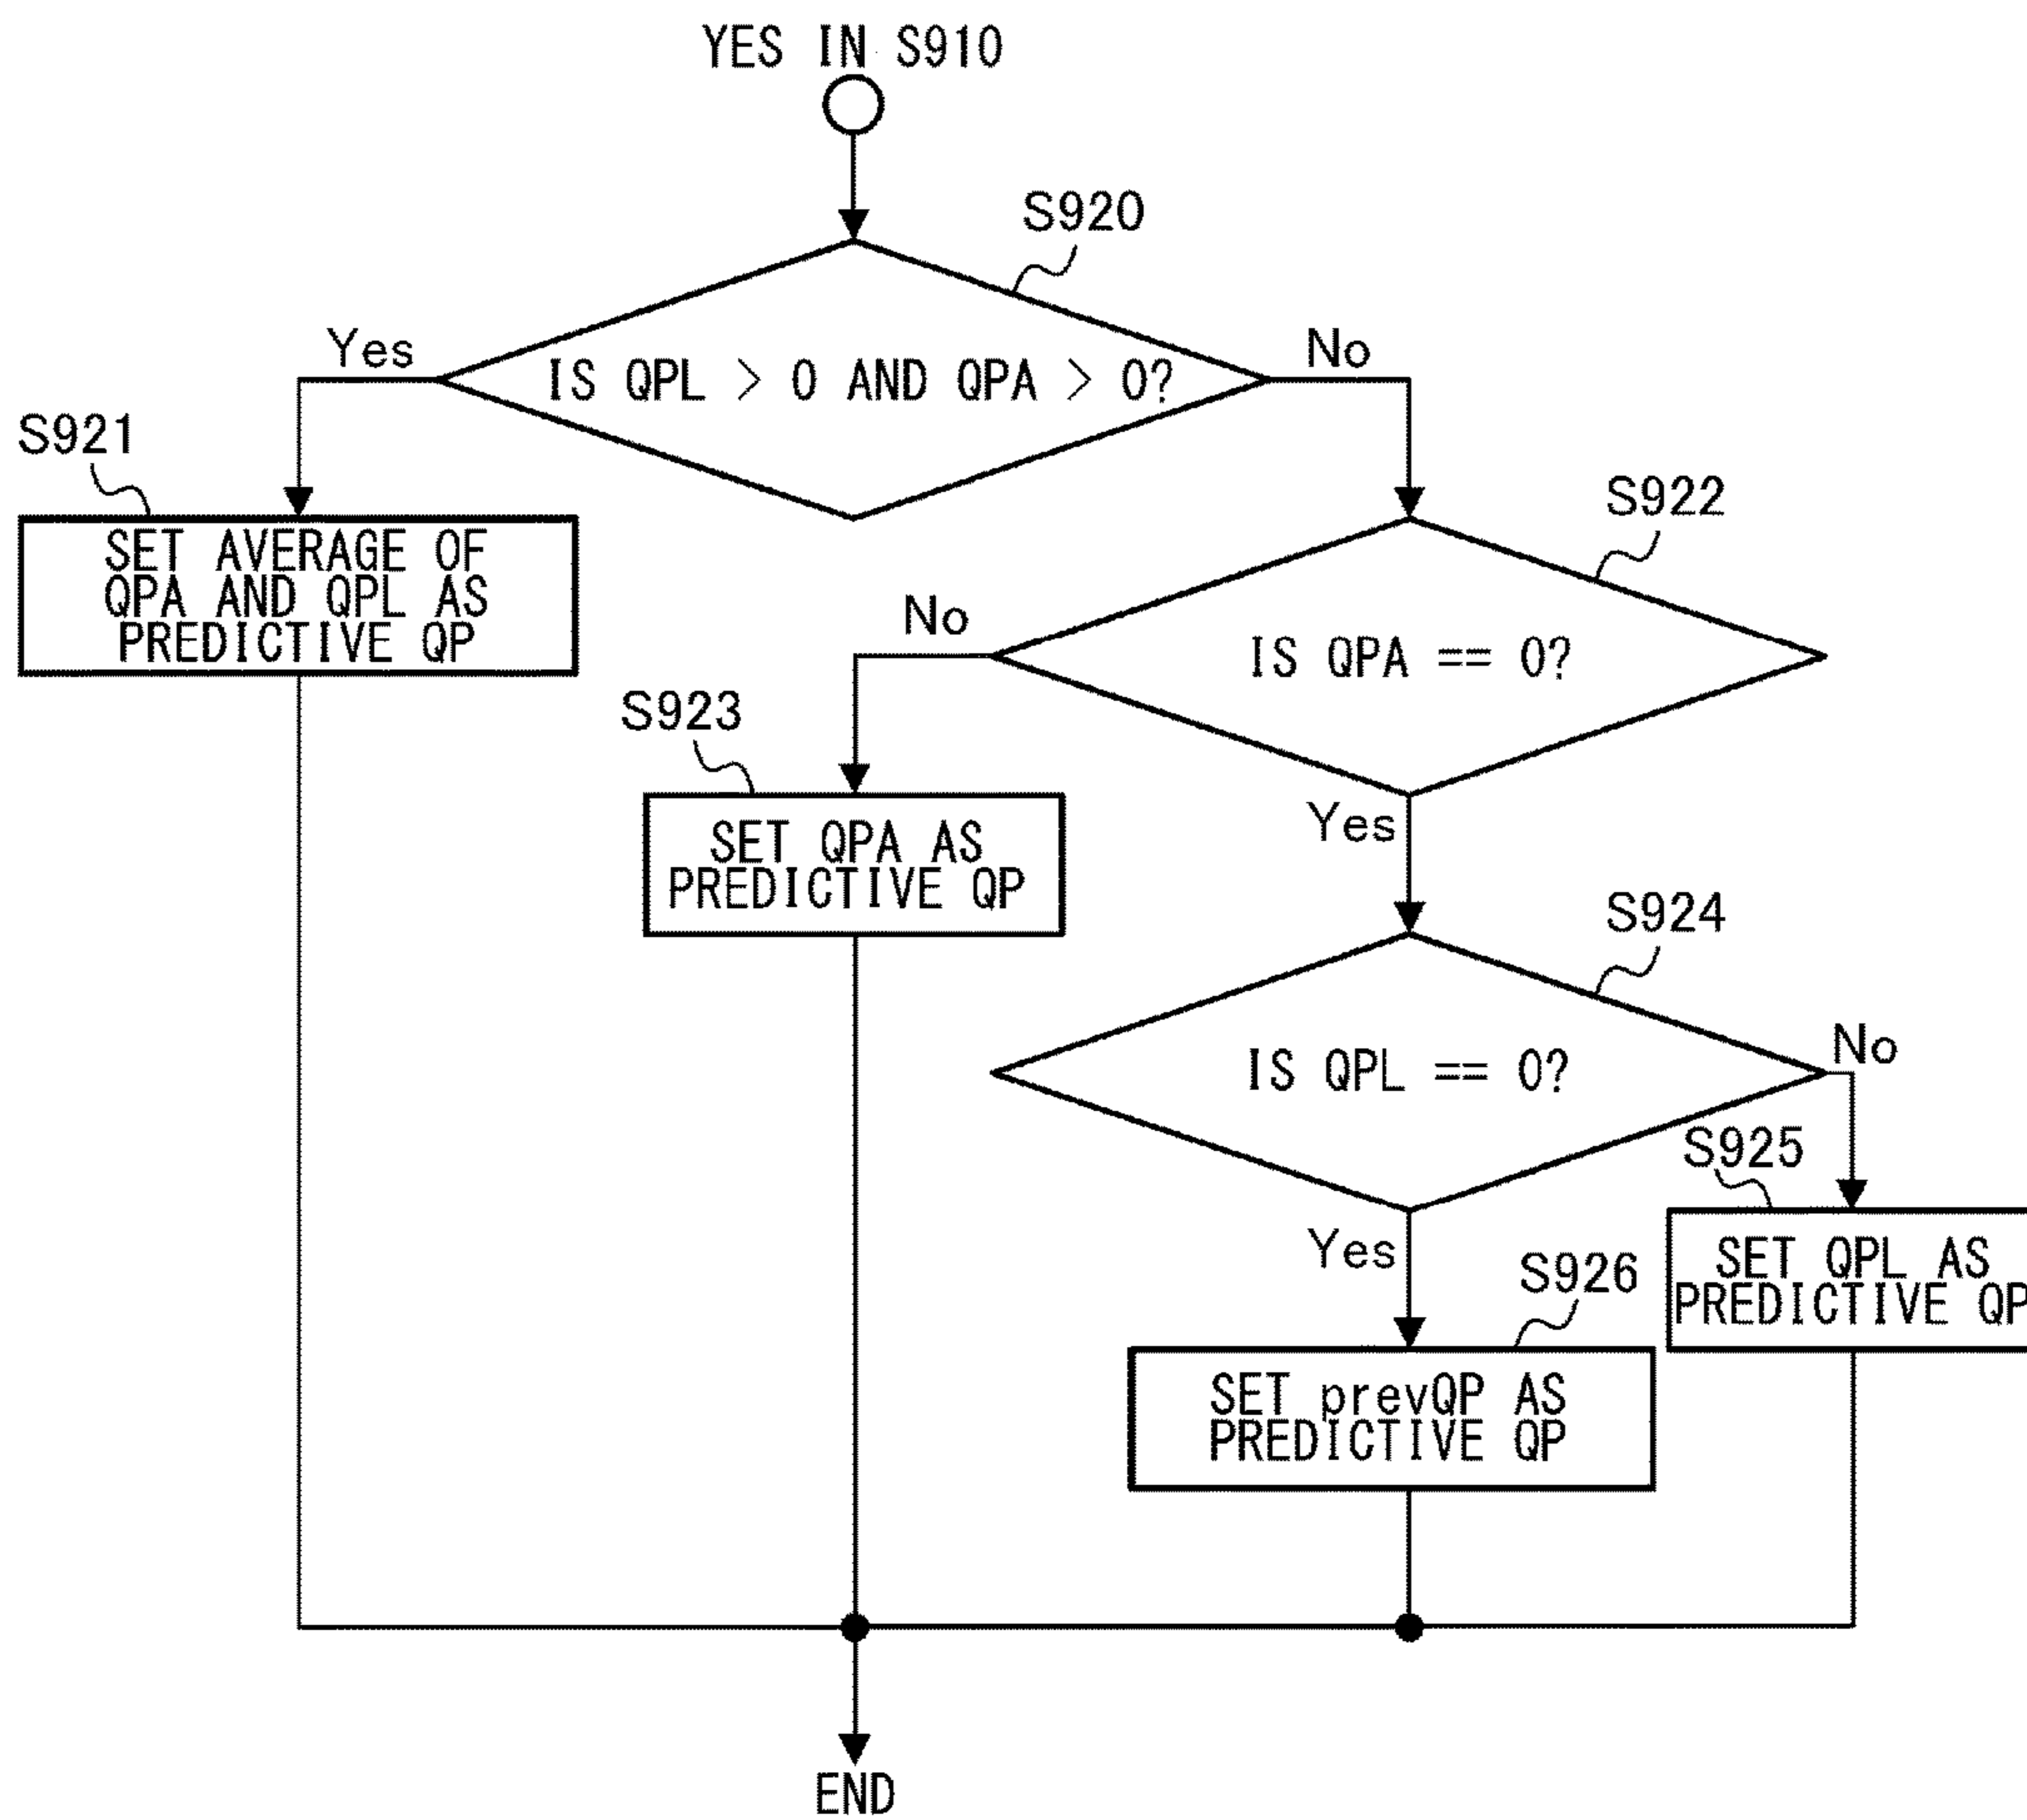 YES IN S910
S920
Yes
IS QPL > 0 AND QPA > 0?
No
S921
SET AVERAGE OF
QPA AND QPL AS
PREDICTIVE QP
S922
No
IS QPA == 0?
S923
SET QPA AS
PREDICTIVE QP
Yes
S924
IS QPL == 0?
No
S925
SET QPL AS
PREDICTIVE QP
Yes
S926
SET prevQP AS
PREDICTIVE QP
END